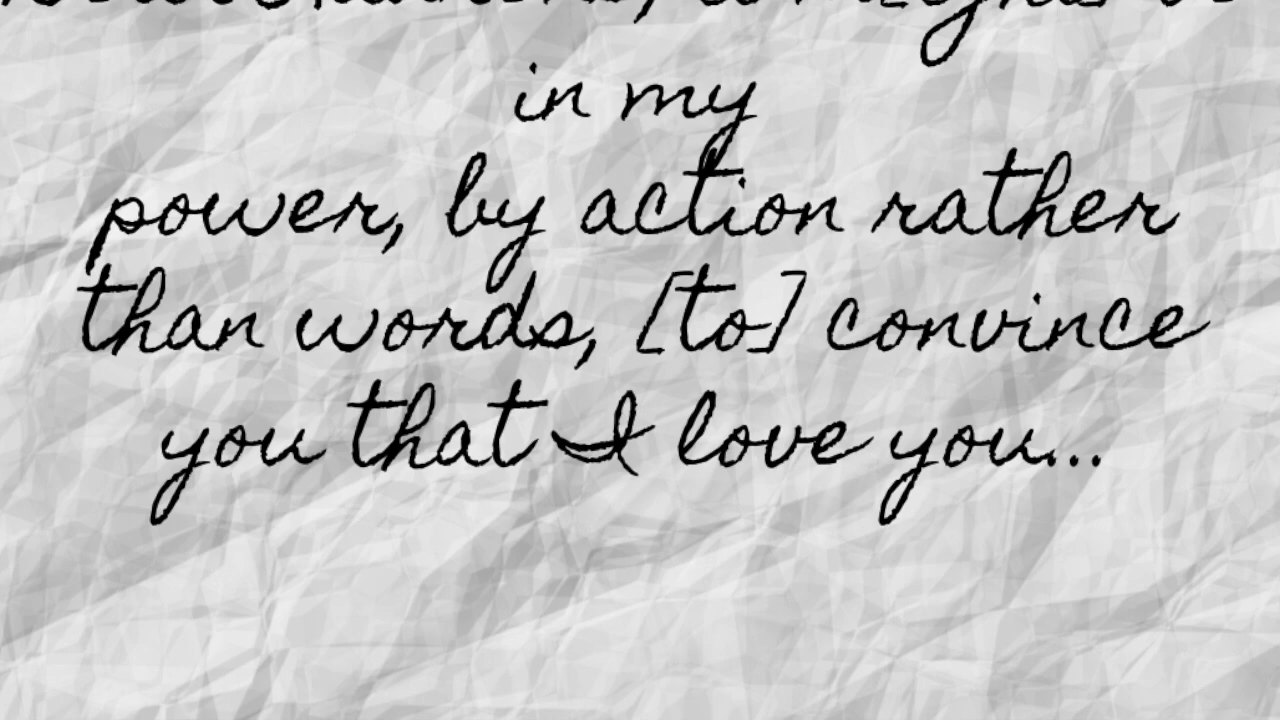 in my
power, by action rather
than words, [to] convince
you that I love you...